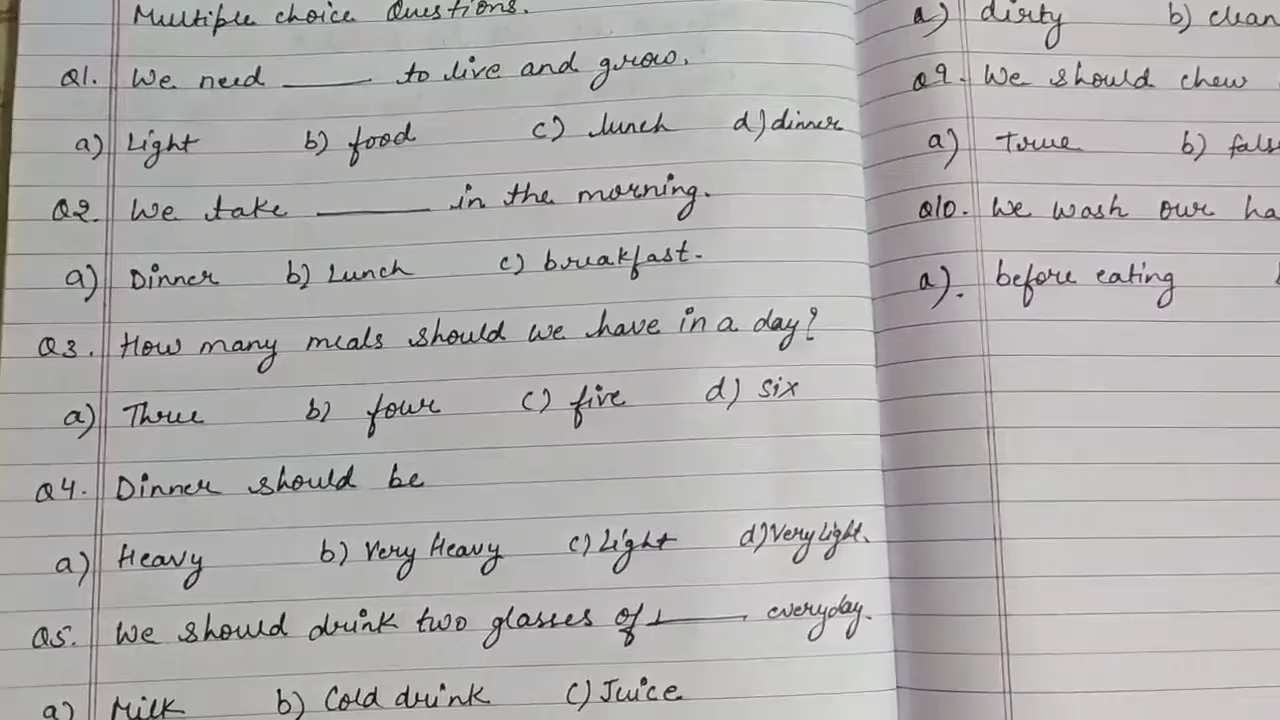 Multiple choice Questions.
Q1. We need ____ to live and grow.
a) Light b) food c) lunch d) dinner
Q2. We take ____ in the morning.
a) Dinner b) Lunch c) breakfast.
Q3. How many meals should we have in a day?
a) Three b) four c) five d) six
Q4. Dinner should be
a) Heavy b) Very Heavy c) Light d) Very Light.
Q5. We should drink two glasses of ____ everyday.
a) Milk b) Cold drink c) Juice
a) dirty b) clean
Q9. We should chew
a) True b)
Q10. We wash our
a). before eating